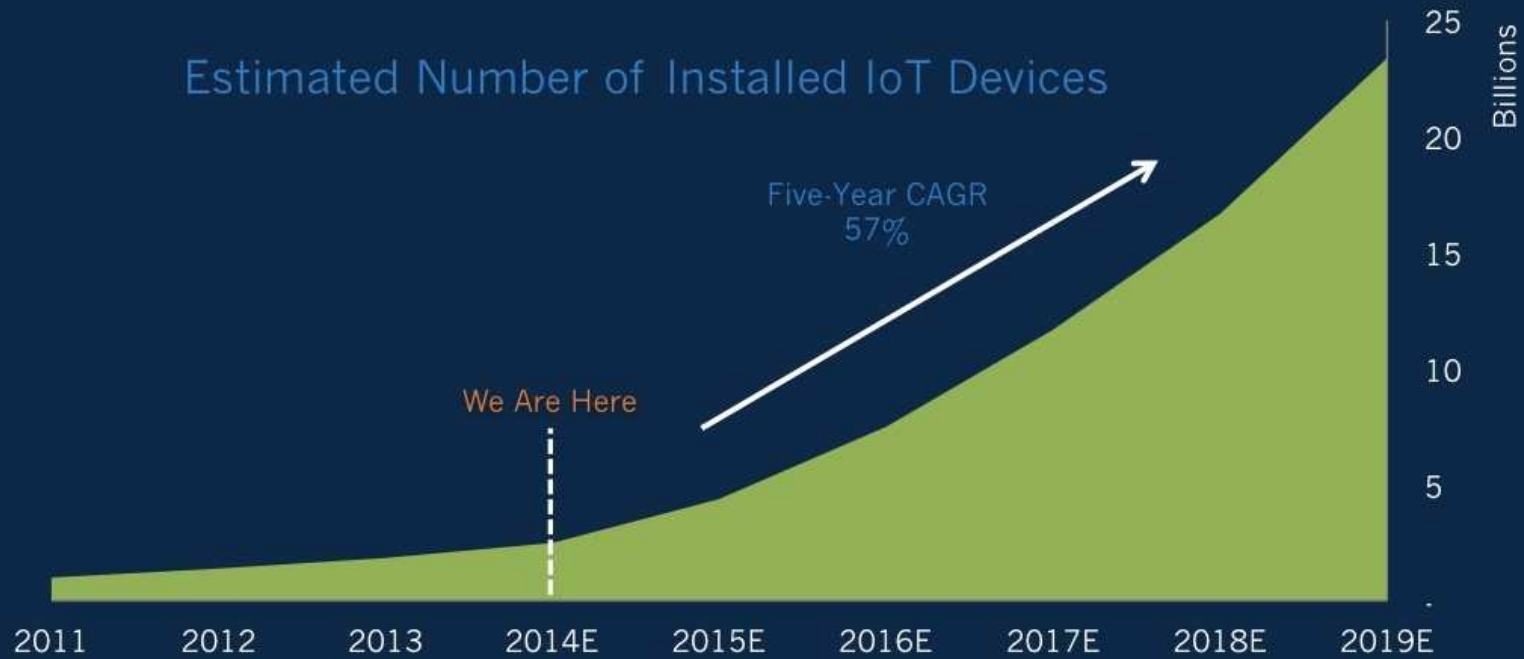 Estimated Number of Installed IoT Devices
Five-Year CAGR
57%
We Are Here
25
20
15
10
5
-
Billions
2011 2012 2013 2014E 2015E 2016E 2017E 2018E 2019E